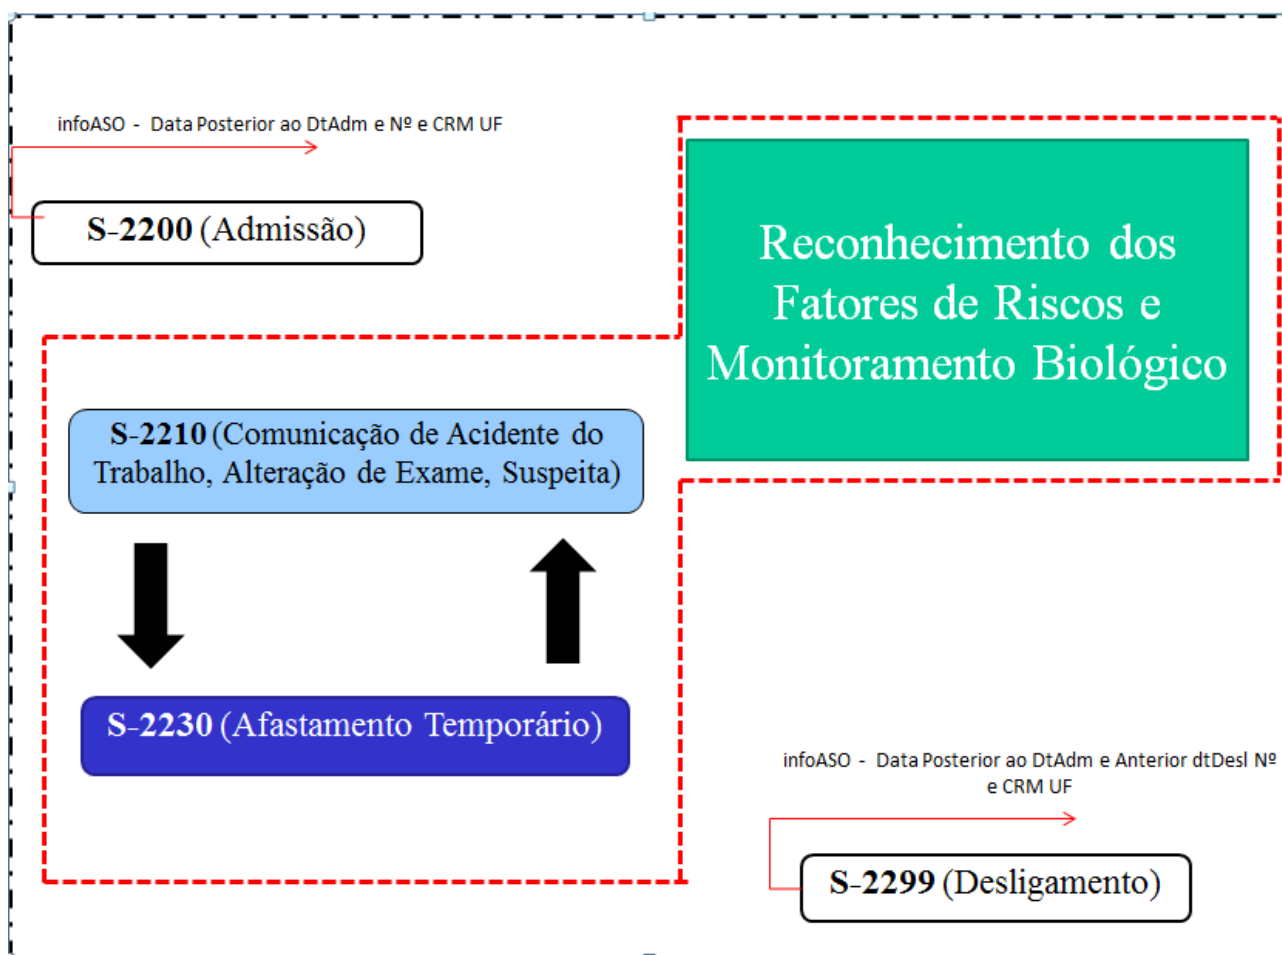 infoASO - Data Posterior ao DtAdm e Nº e CRM UF
S-2200 (Admissão)
Reconhecimento dos
Fatores de Riscos e
Monitoramento Biológico
S-2210 (Comunicação de Acidente do
Trabalho, Alteração de Exame, Suspeita)
S-2230 (Afastamento Temporário)
infoASO - Data Posterior ao DtAdm e Anterior dtDesl Nº
e CRM UF
S-2299 (Desligamento)